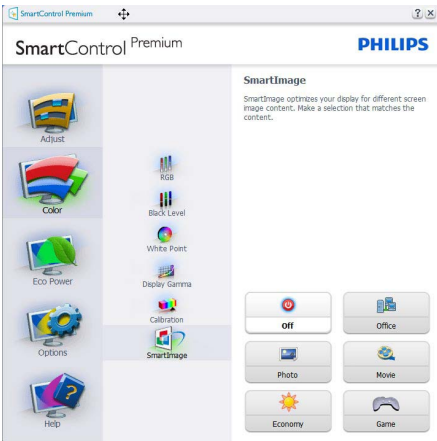 SmartControl Premium
SmartControl Premium
PHILIPS
Adjust
Color
Eco Power
Options
Help
RGB
Black Level
White Point
Display Gamma
Calibration
SmartImage
SmartImage
SmartImage optimizes your display for different screen
image content. Make a selection that matches the
content.
Off
Office
Photo
Movie
Economy
Game